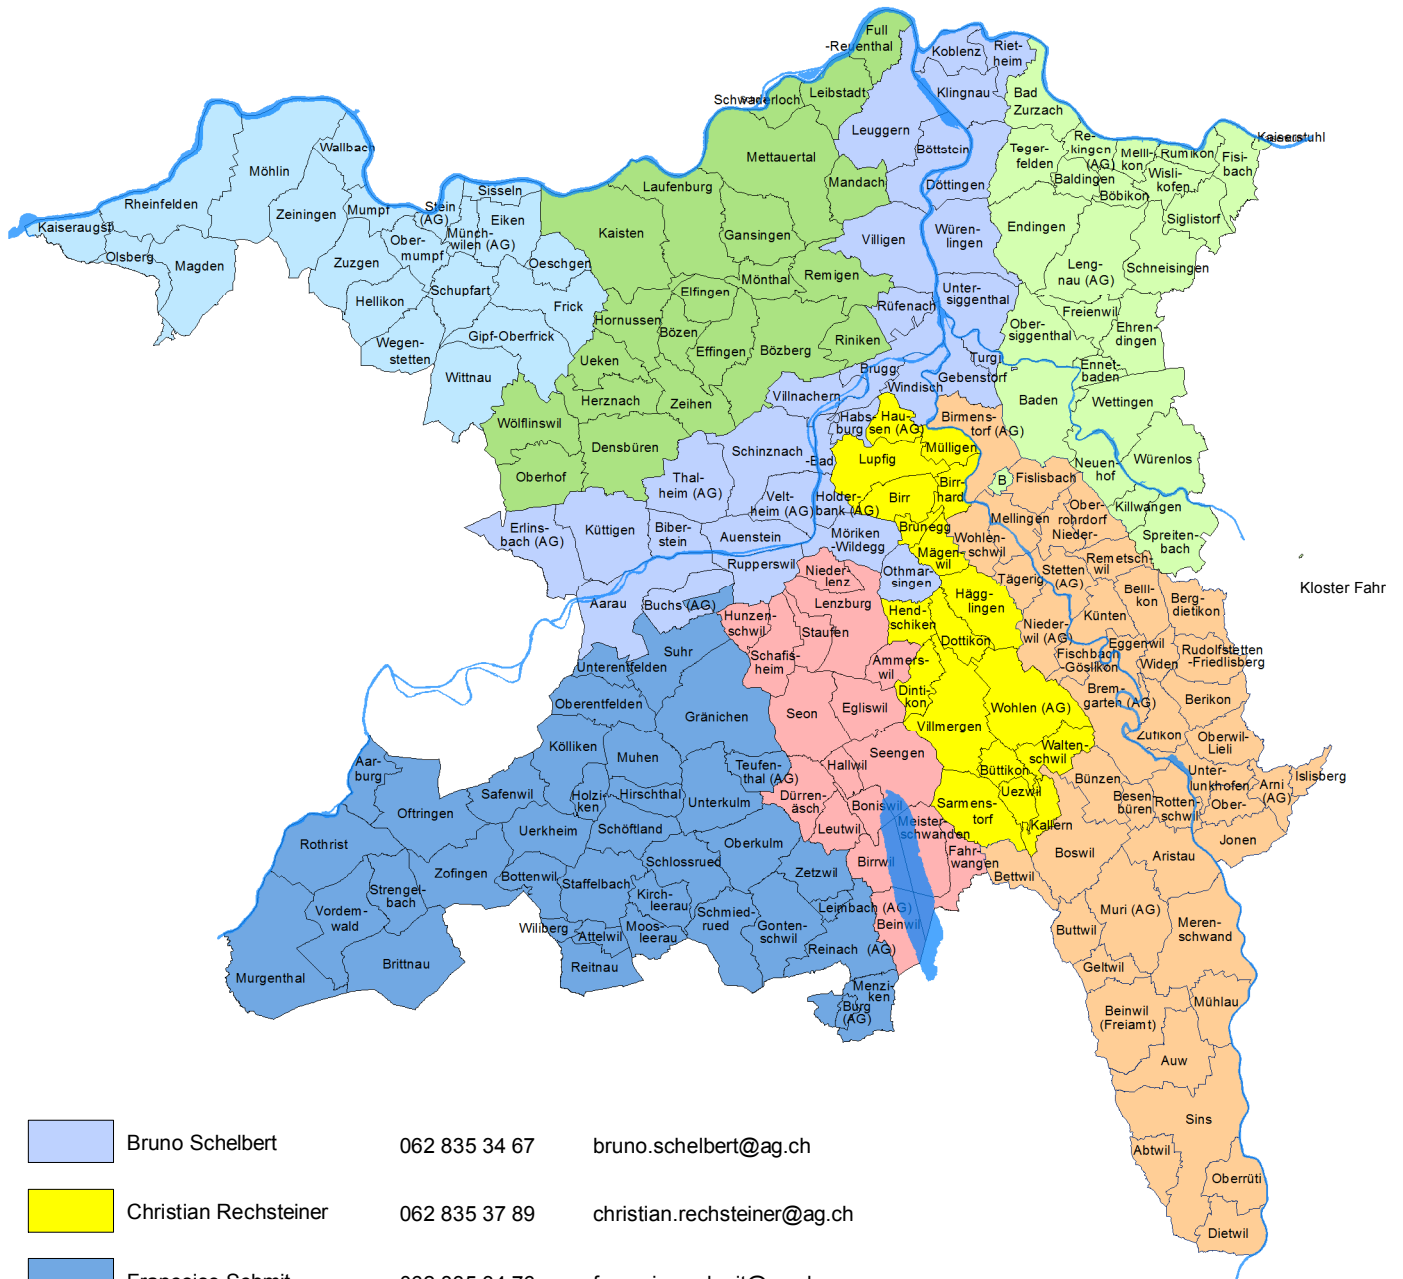 Full
-Reuenthal
Koblenz
Riet-
heim
Schwaderloch
Leibstadt
Klingnau
Bad
Zurzach
Leuggern
Böttstein
Kaiserstuhl
Wallbach
Möhlin
Mettauertal
Teger-
felden
Re-
kingen
(AG)
Melli-
kon
Rumikon
Fisi-
bach
Wisli-
kofen
Baldingen
Böbikon
Sisseln
Laufenburg
Mandach
Döttingen
Rheinfelden
Zeiningen
Mumpf
Stein
(AG)
Eiken
Siglistorf
Kaiseraugst
Münch-
wilen (AG)
Kaisten
Gansingen
Villigen
Würen-
lingen
Endingen
Ober-
mumpf
Olsberg
Magden
Zuzgen
Oeschgen
Leng-
nau (AG)
Schneisingen
Schupfart
Mönthal
Remigen
Unter-
siggenthal
Hellikon
Frick
Elfingen
Rüfenach
Freienwil
Hornussen
Bözen
Ober-
siggenthal
Ehren-
dingen
Wegen-
stetten
Gipf-Oberfrick
Effingen
Bözberg
Riniken
Ueken
Turgi
Ennet-
baden
Wittnau
Brugg
Gebenstorf
Windisch
Herznach
Zeihen
Villnachern
Baden
Wettingen
Wölflinswil
Habs-
burg
Hau-
sen (AG)
Birmens-
torf (AG)
Densbüren
Schinznach
-Bad
Lupfig
Mülligen
Neuen-
hof
Würenlos
Oberhof
Thal-
heim (AG)
Velt-
heim (AG)
Holder-
bank (AG)
Birr
Birr-
hard
B
Fislisbach
Killwangen
Erlins-
bach (AG)
Küttigen
Biber-
stein
Auenstein
Möriken
-Wildegg
Brunegg
Wohlen-
schwil
Mellingen
Ober-
rohrdorf
Nieder-
Spreiten-
bach
Rupperswil
Nieder-
lenz
Othmar-
singen
Mägen-
wil
Tägerig
Stetten
(AG)
Remetsch-
wil
Kloster Fahr
Aarau
Buchs (AG)
Hunzen-
schwil
Lenzburg
Staufen
Hend-
schiken
Hägg-
lingen
Künten
Bellikon
Berg-
dietikon
Dottikon
Nieder-
wil (AG)
Fischbach
-Göslikon
Eggenwil
Widen
Rudolfstetten
-Friedlisberg
Suhr
Unterentfelden
Schafis-
heim
Ammers-
wil
Dinti-
kon
Oberentfelden
Gränichen
Seon
Egliswil
Villmergen
Wohlen (AG)
Brem-
garten (AG)
Berikon
Kölliken
Muhen
Seengen
Walten-
schwil
Zufikon
Oberwil-
Lieli
Aar-
burg
Teufen-
thal (AG)
Hallwil
Büttikon
Bünzen
Unter-
lunkhofen
Arni
(AG)
Islisberg
Oftringen
Safenwil
Holzi-
ken
Hirschthal
Unterkulm
Dürren-
äsch
Boniswil
Sarmens-
torf
Uezwil
Besen-
büren
Rotten-
schwil
Ober-
Rothrist
Uerkheim
Schöftland
Oberkulm
Leutwil
Meister-
schwanden
Kallern
Jonen
Zofingen
Bottenwil
Staffelbach
Schlossrued
Zetzwil
Birrwil
Fahr-
wangen
Bettwil
Boswil
Aristau
Strengel-
bach
Vordem-
wald
Wiliberg
Attelwil
Kirch-
leerau
Moos-
leerau
Schmied-
rued
Gonten-
schwil
Leimbach (AG)
Beinwil
Buttwil
Muri (AG)
Meren-
schwand
Murgenthal
Brittnau
Reitnau
Reinach (AG)
Geltwil
Menzi-
ken
Burg
(AG)
Beinwil
(Freiamt)
Mühlau
Auw
Sins
Abtwil
Oberrüti
Dietwil
Bruno Schelbert 062 835 34 67 bruno.schelbert@ag.ch
Christian Rechsteiner 062 835 37 89 christian.rechsteiner@ag.ch